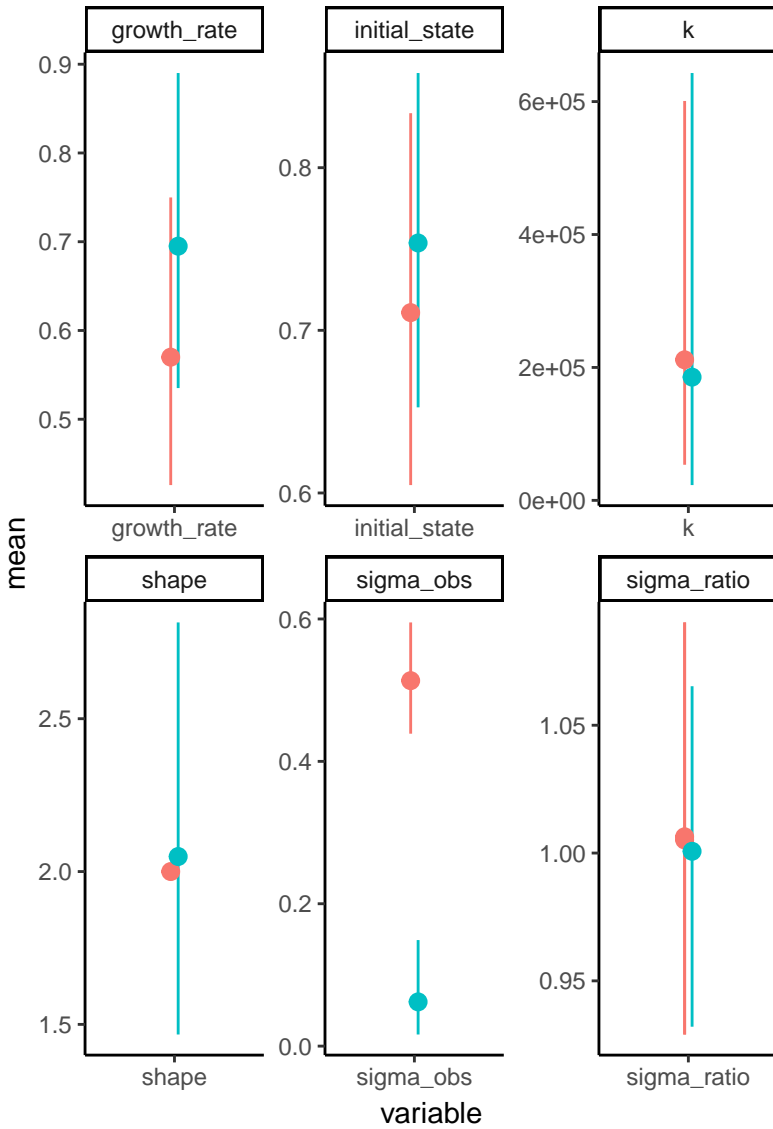 growth_rate
initial_state
k
0.9
0.8
0.7
0.6
0.5
0.8
0.7
0.6
6e+05
4e+05
2e+05
0e+00
growth_rate
initial_state
k
mean
shape
sigma_obs
sigma_ratio
2.5
2.0
1.5
0.6
0.4
0.2
0.0
1.05
1.00
0.95
shape
sigma_obs
sigma_ratio
variable